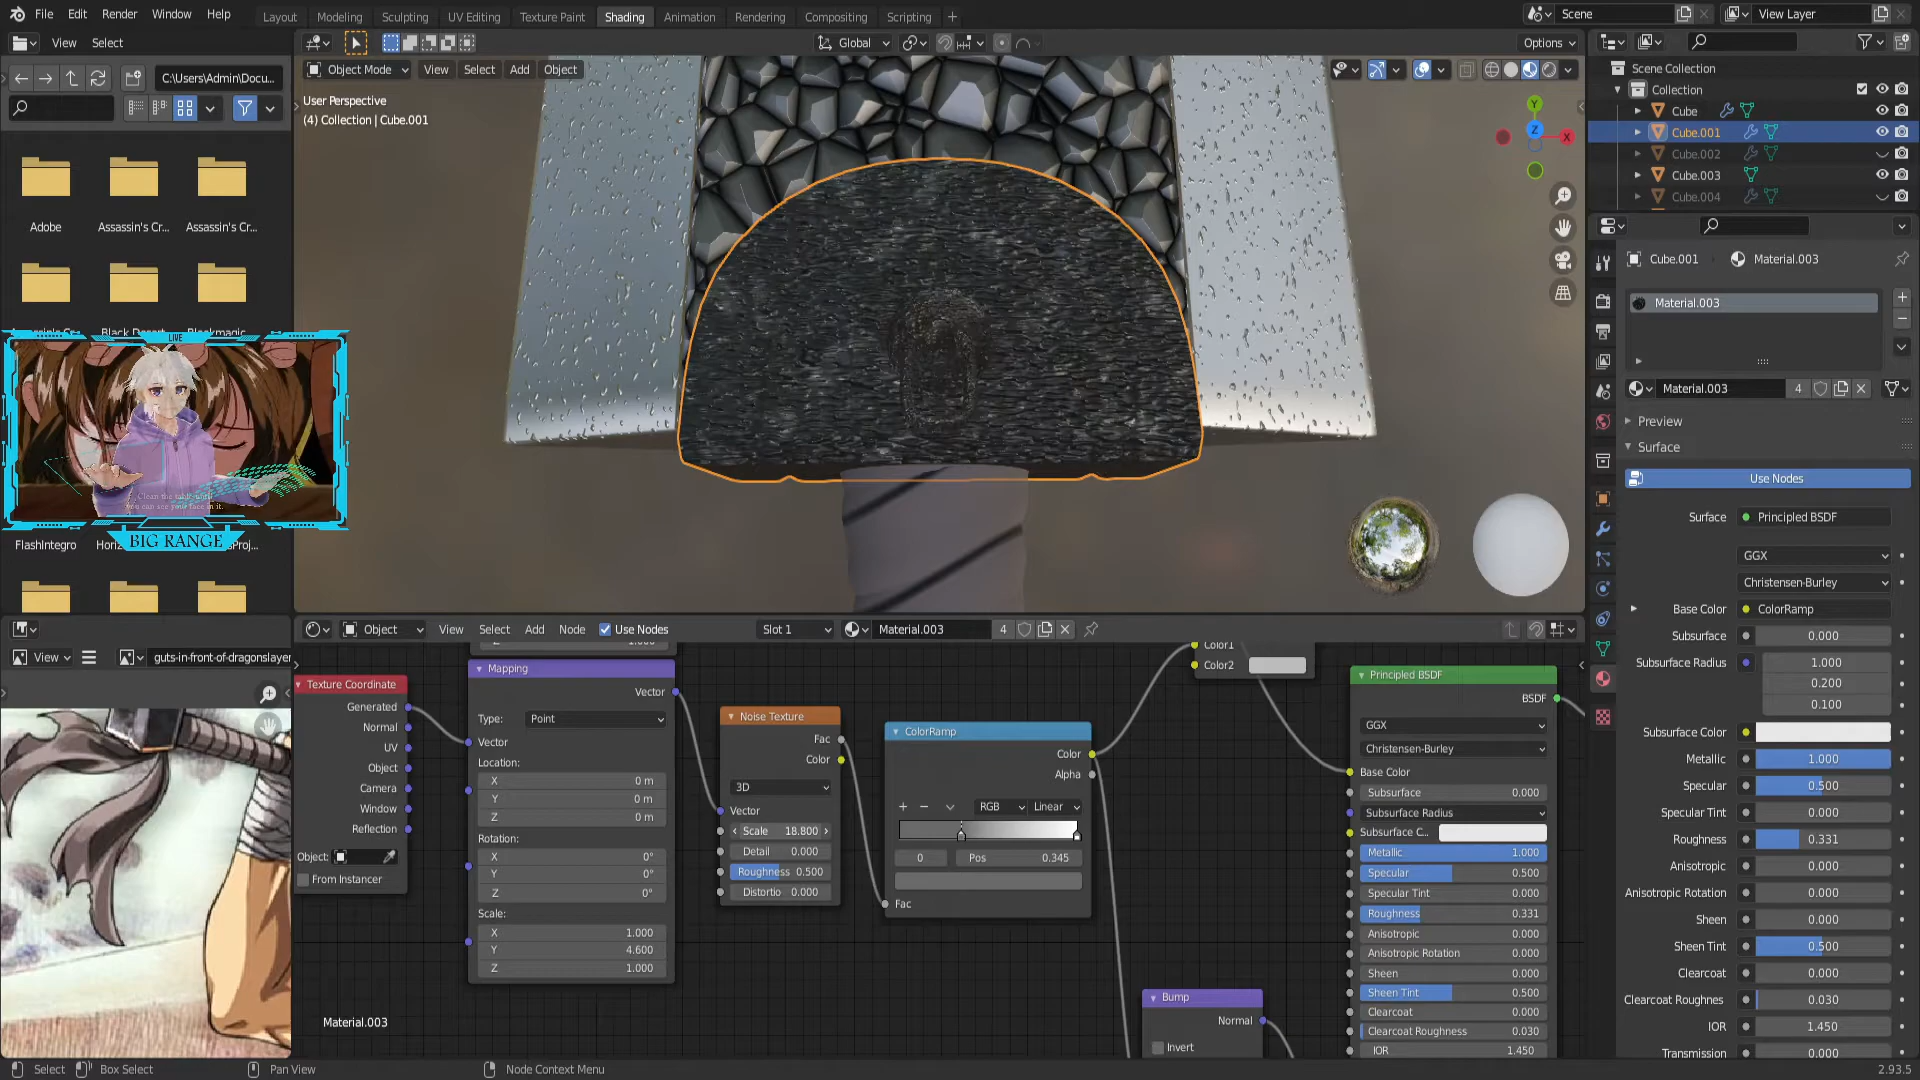 File Edit Render Window Help
Layout Modeling Sculpting UV Editing Texture Paint Shading Animation Rendering Compositing Scripting
Scene
View Layer
View Select
Global
Options
C:\Users\Admin\Docu...
Object Mode View Select Add Object
User Perspective
(4) Collection | Cube.001
Y
Z
X
Scene Collection
Collection
Cube
Cube.001
Cube.002
Cube.003
Cube.004
Adobe
Assassin's Cr...
Assassin's Cr...
LIVE
Clean the table until
you can see your face in it.
BIG RANGE
FlashIntegro
Cube.001 Material.003
Material.003
Material.003 4
Preview
Surface
Use Nodes
Surface Principled BSDF
GGX
Christensen-Burley
Base Color ColorRamp
Subsurface 0.000
Subsurface Radius 1.000
0.200
0.100
Subsurface Color
Metallic 1.000
Specular 0.500
Specular Tint 0.000
Roughness 0.331
Anisotropic 0.000
Anisotropic Rotation 0.000
Sheen 0.000
Sheen Tint 0.500
Clearcoat 0.000
Clearcoat Roughnes 0.030
IOR 1.450
Transmission 0.000
Object View Select Add Node Use Nodes Slot 1 Material.003 4
View guts-in-front-of-dragonslayer
Texture Coordinate
Generated
Normal
UV
Object
Camera
Window
Reflection
Object:
From Instancer
Mapping
Vector
Type: Point
Vector
Location:
X 0 m
Y 0 m
Z 0 m
Rotation:
X 0°
Y 0°
Z 0°
Scale:
X 1.000
Y 4.600
Z 1.000
Noise Texture
Fac
Color
3D
Vector
Scale 18.800
Detail 0.000
Roughness 0.500
Distortio 0.000
ColorRamp
Color
Alpha
RGB Linear
0 Pos 0.345
Fac
Color1
Color2
Bump
Normal
Invert
Principled BSDF
BSDF
GGX
Christensen-Burley
Base Color
Subsurface 0.000
Subsurface Radius
Subsurface C..
Metallic 1.000
Specular 0.500
Specular Tint 0.000
Roughness 0.331
Anisotropic 0.000
Anisotropic Rotation 0.000
Sheen 0.000
Sheen Tint 0.500
Clearcoat 0.000
Clearcoat Roughness 0.030
IOR 1.450
Material.003
Select Box Select Pan View Node Context Menu 2.93.5